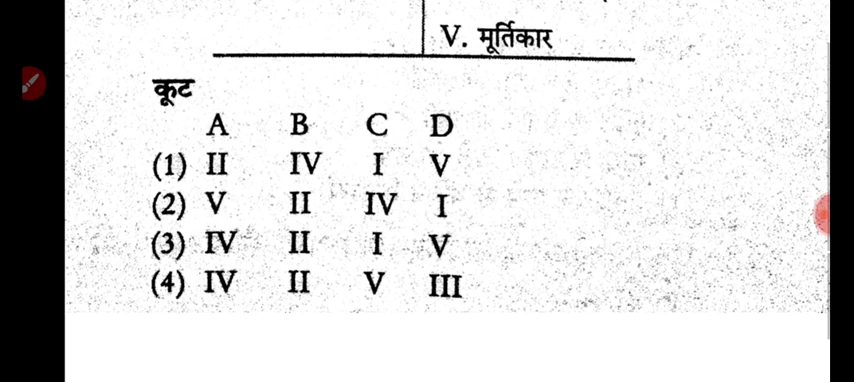 V. मूर्तिकार
कूट
A B C D
(1) II IV I V
(2) V II IV I
(3) IV II I V
(4) IV II V III